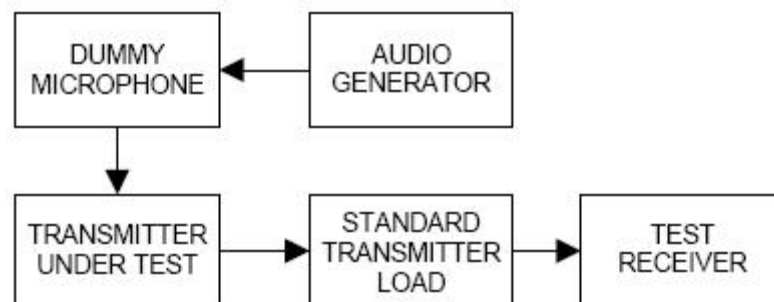 DUMMY
MICROPHONE
AUDIO
GENERATOR
TRANSMITTER
UNDER TEST
STANDARD
TRANSMITTER
LOAD
TEST
RECEIVER